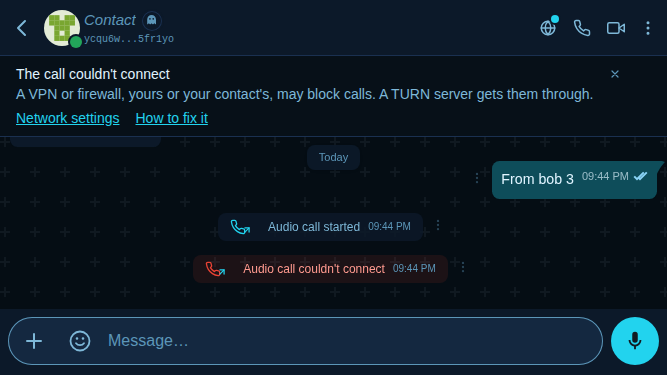 Contact
ycqu6w...5fr1yo
The call couldn't connect
A VPN or firewall, yours or your contact's, may block calls. A TURN server gets them through.
Network settings How to fix it
Today
From bob 3 09:44 PM
Audio call started 09:44 PM
Audio call couldn't connect 09:44 PM
Message…